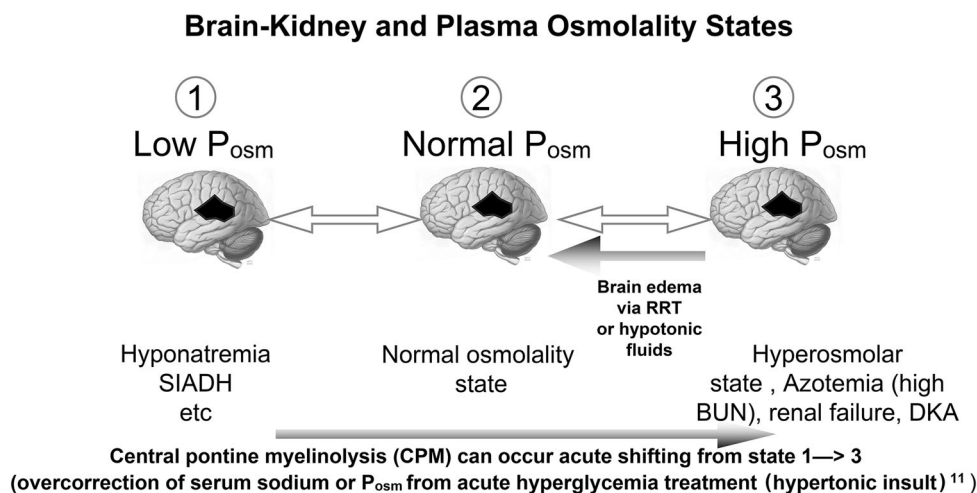 Brain-Kidney and Plasma Osmolality States
1 2 3
Low Posm Normal Posm High Posm
Brain edema
via RRT
or hypotonic
fluids
Hyponatremia
SIADH
etc
Normal osmolality
state
Hyperosmolar
state , Azotemia (high
BUN), renal failure, DKA
Central pontine myelinolysis (CPM) can occur acute shifting from state 1—> 3
(overcorrection of serum sodium or Posm from acute hyperglycemia treatment (hypertonic insult) 11)